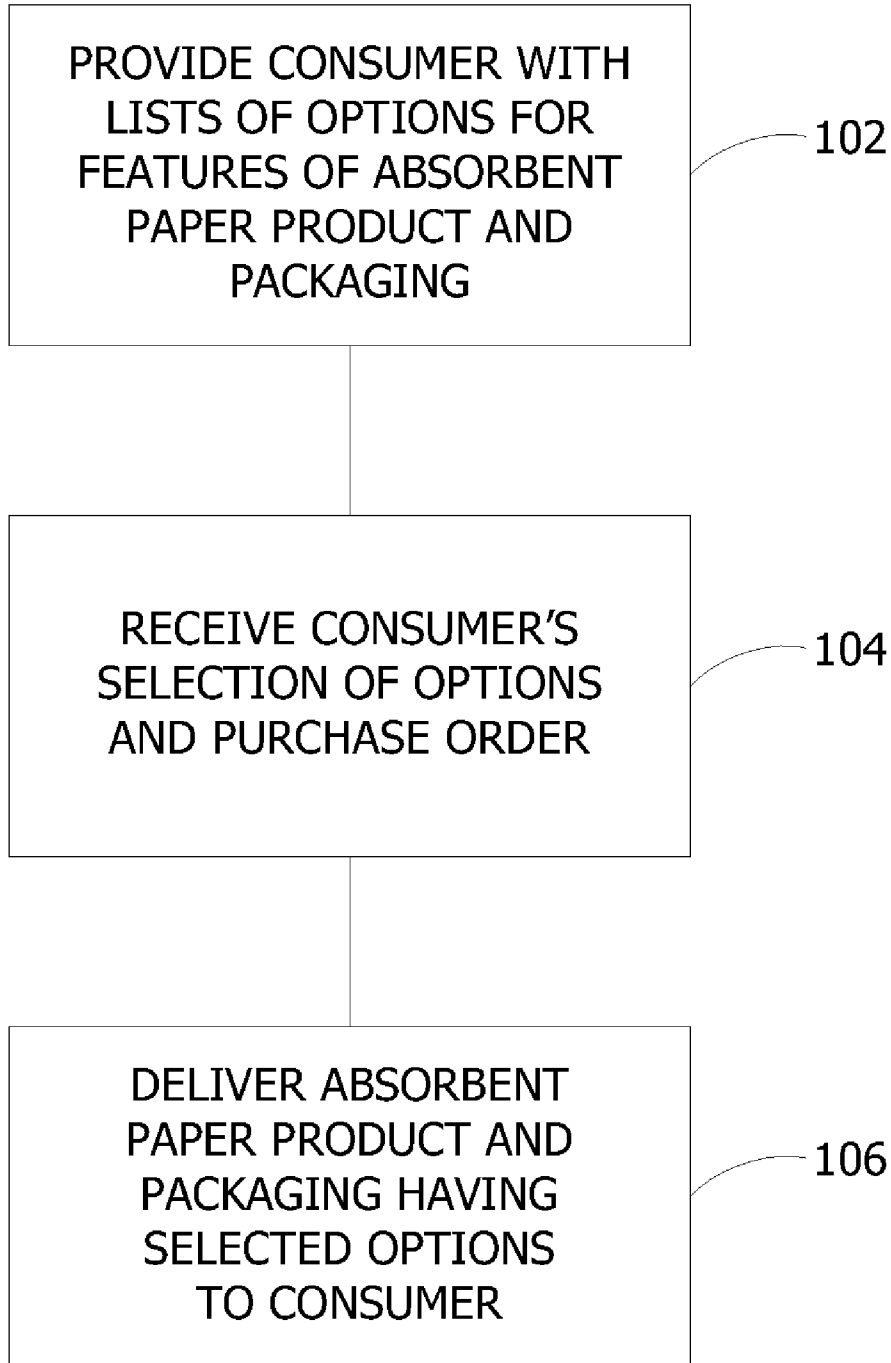 PROVIDE CONSUMER WITH
LISTS OF OPTIONS FOR
FEATURES OF ABSORBENT
PAPER PRODUCT AND
PACKAGING
102
RECEIVE CONSUMER’S
SELECTION OF OPTIONS
AND PURCHASE ORDER
104
DELIVER ABSORBENT
PAPER PRODUCT AND
PACKAGING HAVING
SELECTED OPTIONS
TO CONSUMER
106